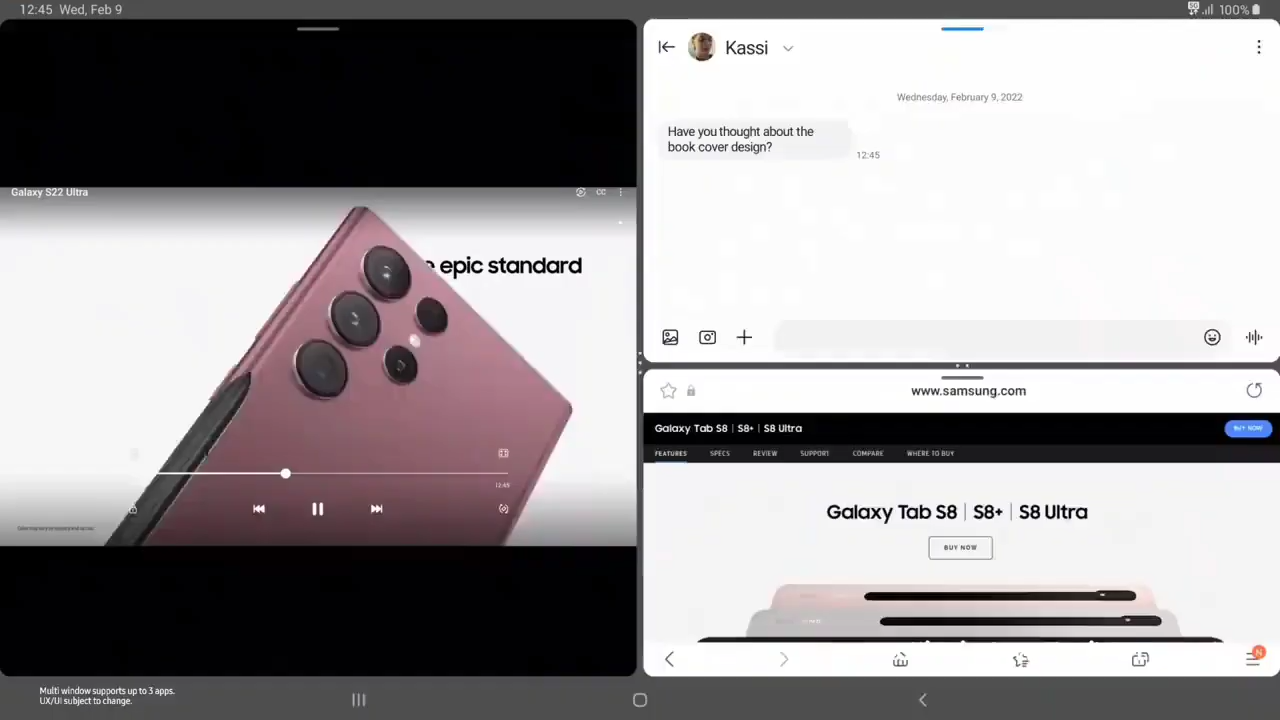 12:45 Wed, Feb 9
5G
100%
Galaxy S22 Ultra
CC
epic standard
12:45
Kassi
Wednesday, February 9, 2022
Have you thought about the
book cover design?
12:45
www.samsung.com
Galaxy Tab S8 | S8+ | S8 Ultra
BUY NOW
FEATURES
SPECS
REVIEW
SUPPORT
COMPARE
WHERE TO BUY
Galaxy Tab S8 | S8+ | S8 Ultra
BUY NOW
N
Multi window supports up to 3 apps.
UX/UI subject to change.